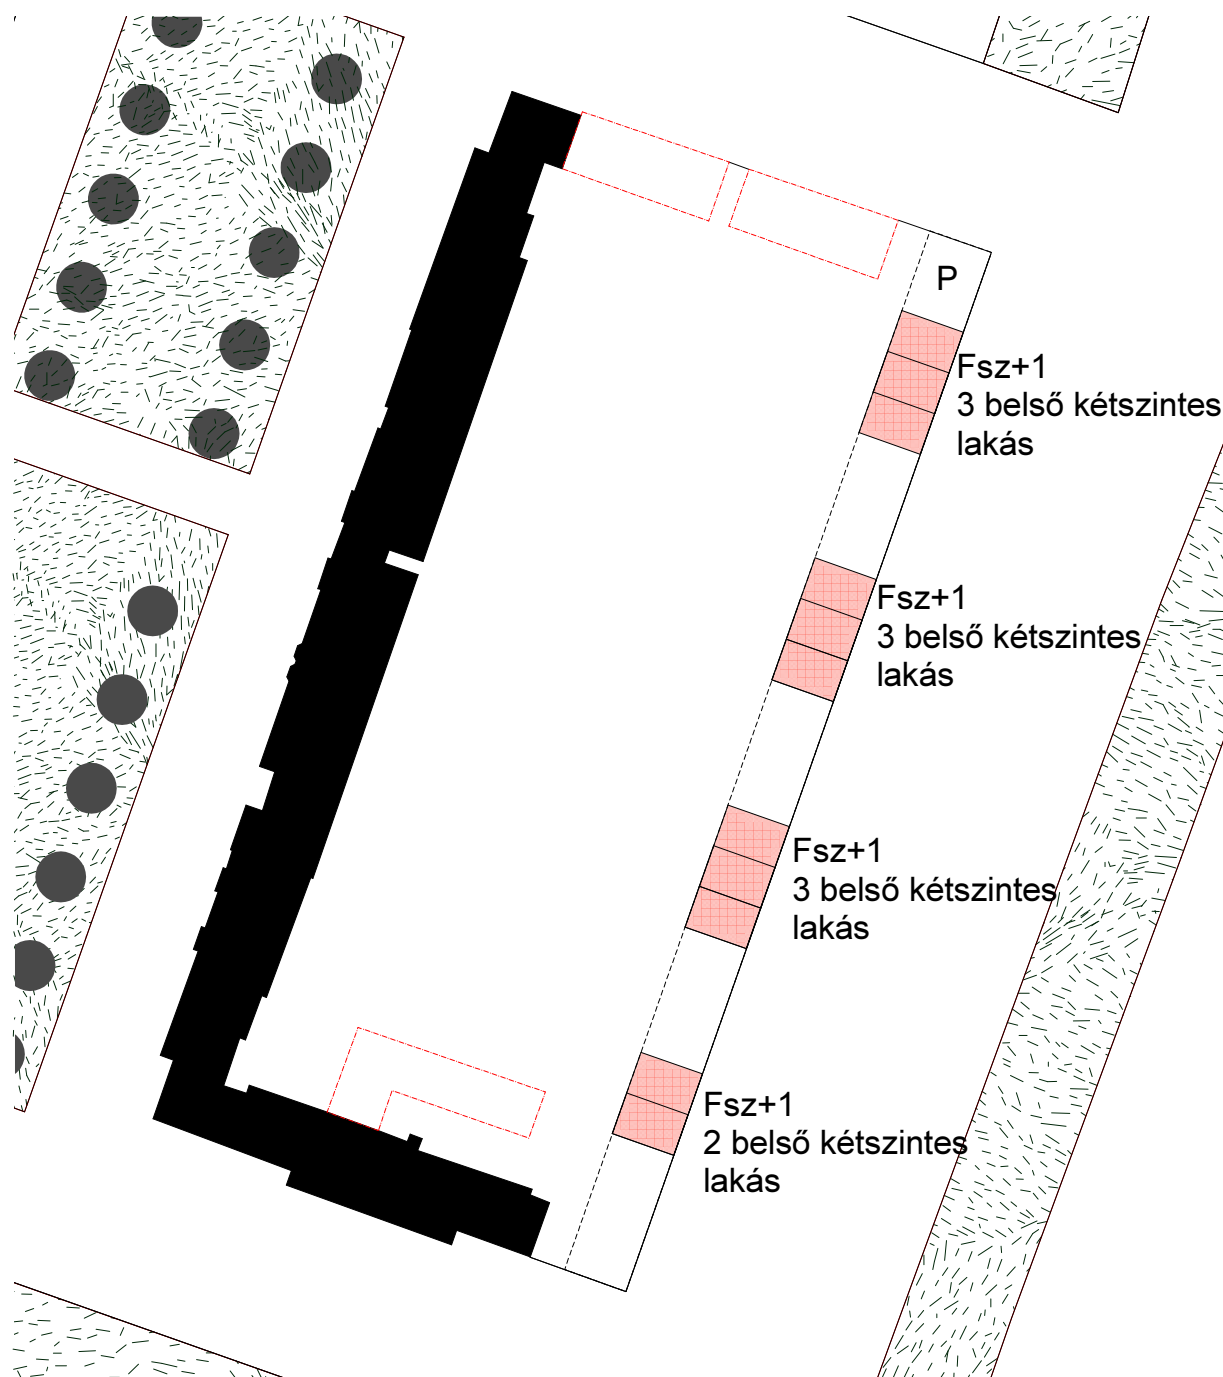 P
Fsz+1
3 belső kétszintes
lakás
Fsz+1
3 belső kétszintes
lakás
Fsz+1
3 belső kétszintes
lakás
Fsz+1
2 belső kétszintes
lakás